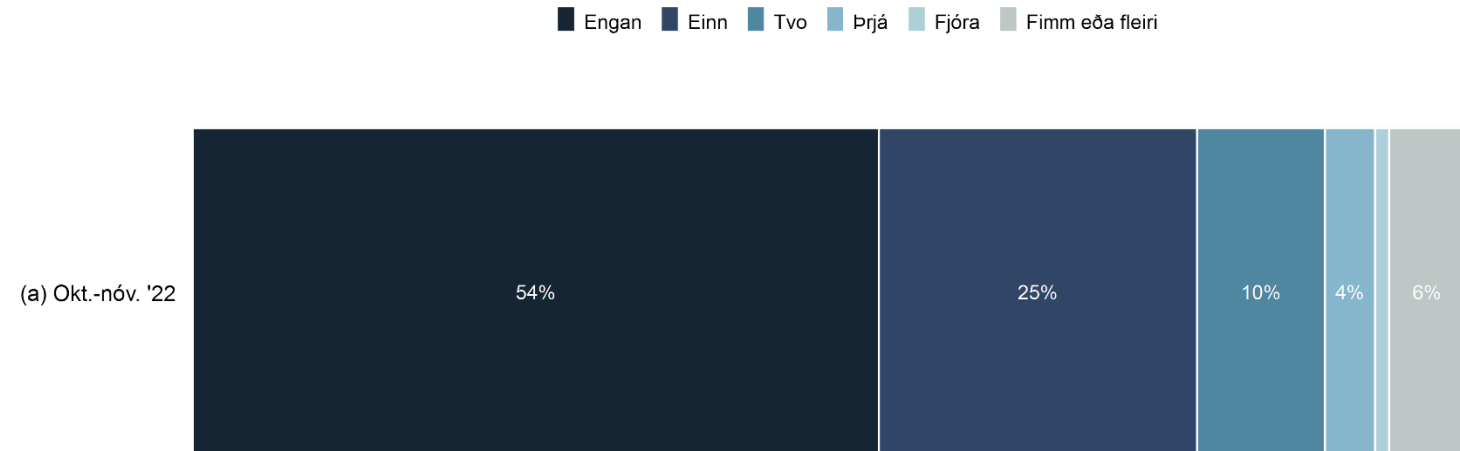 Engan Einn Tvo Þrjá Fjóra Fimm eða fleiri
(a) Okt.-nóv. '22 54% 25% 10% 4% 6%